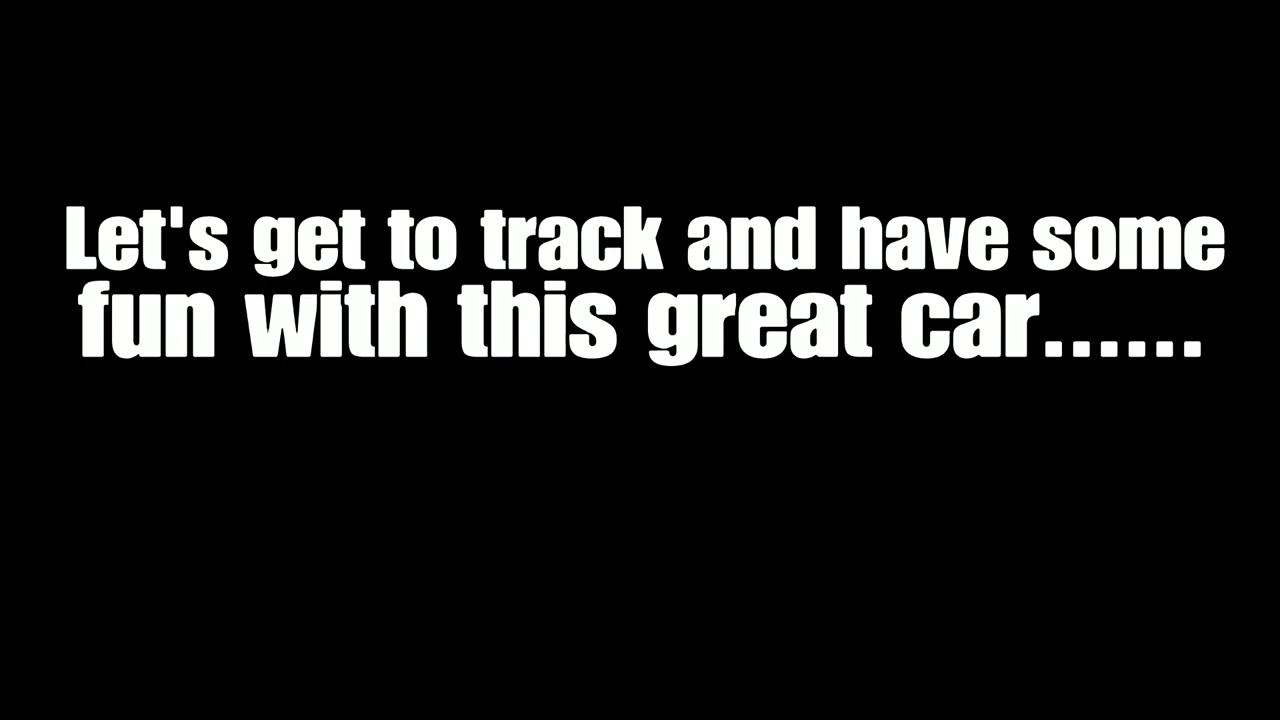 Let's get to track and have some
fun with this great car......